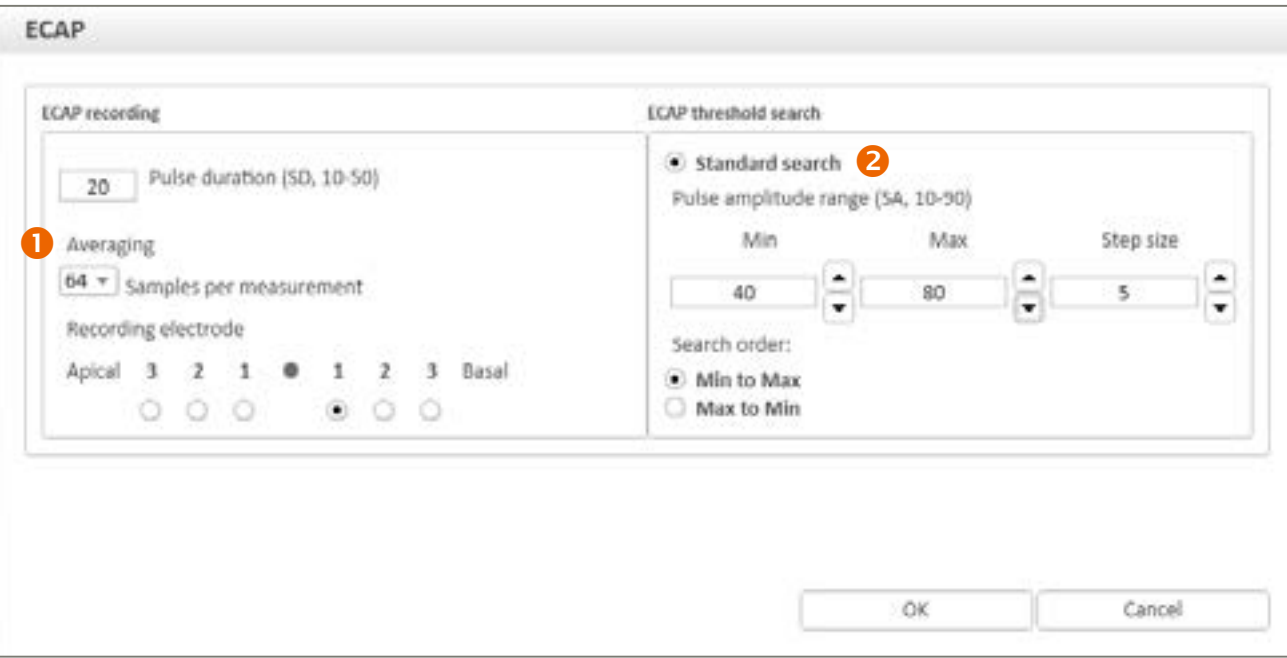 ECAP
ECAP recording
20 Pulse duration (SD, 10-50)
1 Averaging
64 Samples per measurement
Recording electrode
Apical 3 2 1 1 2 3 Basal
ECAP threshold search
Standard search 2
Pulse amplitude range (SA, 10-90)
Min Max Step size
40 80 5
Search order:
Min to Max
Max to Min
OK Cancel